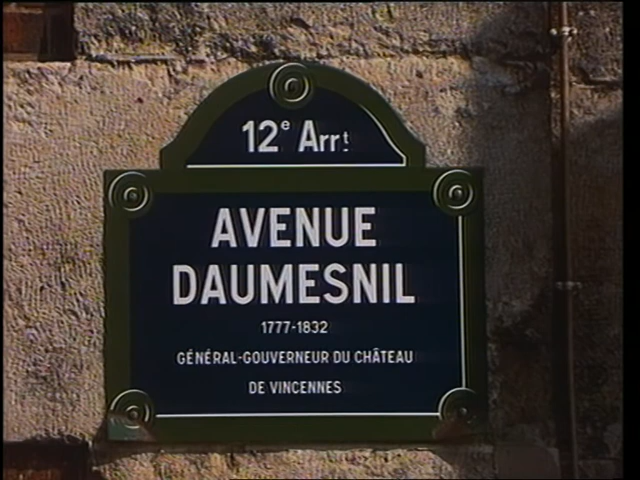 12e Arrt
AVENUE
DAUMESNIL
1777-1832
GÉNÉRAL-GOUVERNEUR DU CHÂTEAU
DE VINCENNES